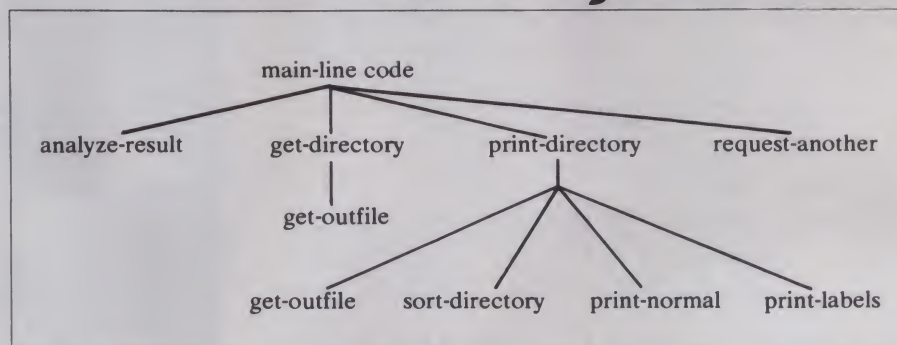 main-line code
analyze-result get-directory print-directory request-another
get-outfile
get-outfile sort-directory print-normal print-labels